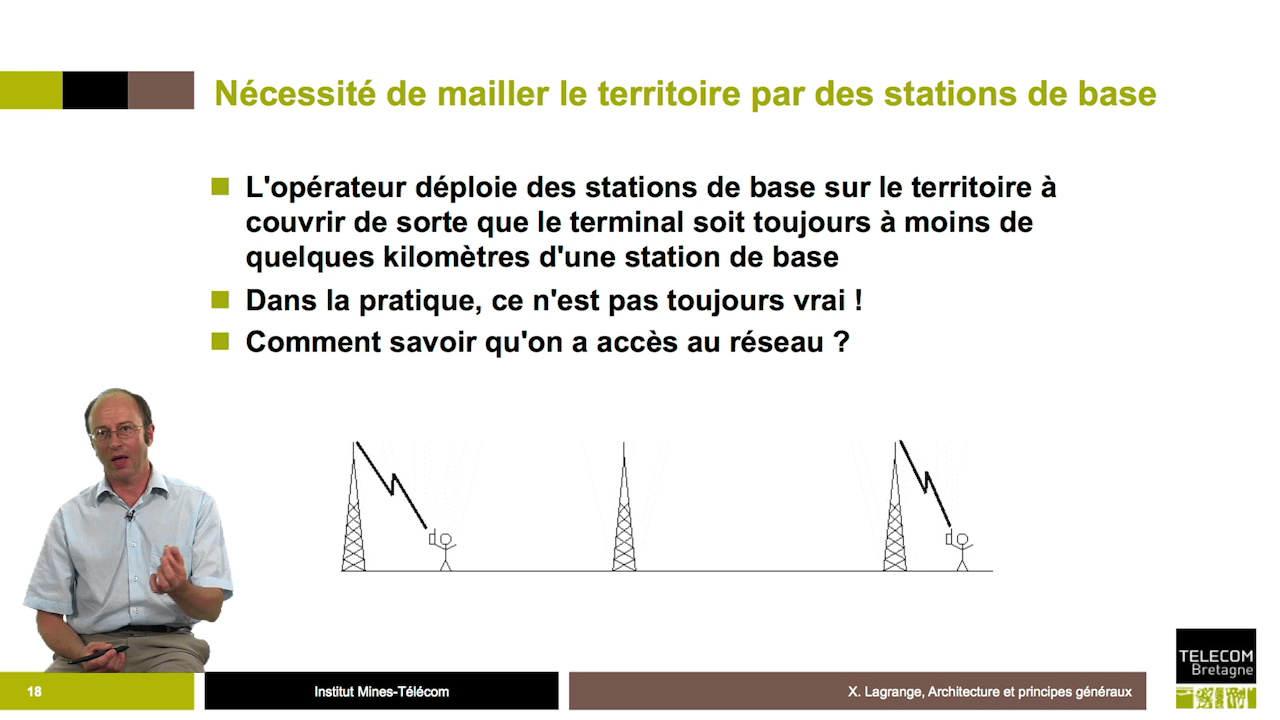 Nécessité de mailler le territoire par des stations de base
L'opérateur déploie des stations de base sur le territoire à
couvrir de sorte que le terminal soit toujours à moins de
quelques kilomètres d'une station de base
Dans la pratique, ce n'est pas toujours vrai !
Comment savoir qu'on a accès au réseau ?
TELECOM
Bretagne
18
Institut Mines-Télécom
X. Lagrange, Architecture et principes généraux